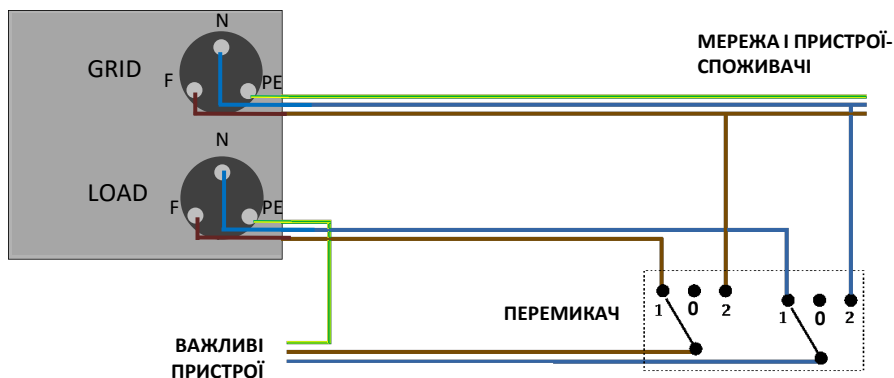 N
GRID
F
PE
МЕРЕЖА І ПРИСТРОЇ-
СПОЖИВАЧІ
N
LOAD
F
PE
ПЕРЕМИКАЧ
1 0 2
1 0 2
ВАЖЛИВІ
ПРИСТРОЇ